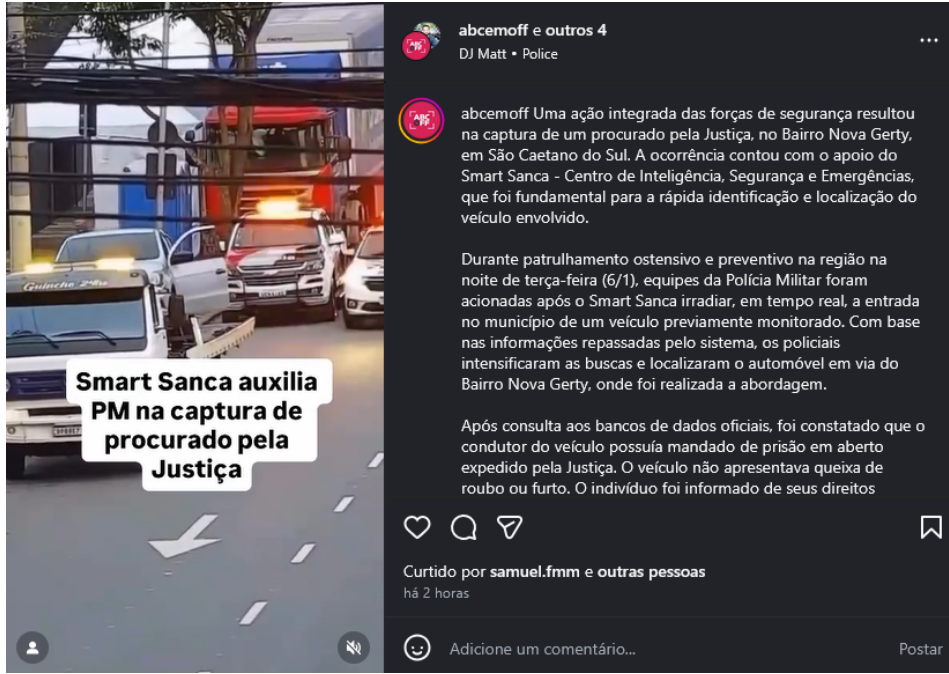 Guincho 24hs
Smart Sanca auxilia
PM na captura de
procurado pela
Justiça
abcemoff e outros 4
DJ Matt • Police
ABC
FF
abcemoff Uma ação integrada das forças de segurança resultou
na captura de um procurado pela Justiça, no Bairro Nova Gerty,
em São Caetano do Sul. A ocorrência contou com o apoio do
Smart Sanca - Centro de Inteligência, Segurança e Emergências,
que foi fundamental para a rápida identificação e localização do
veículo envolvido.
Durante patrulhamento ostensivo e preventivo na região na
noite de terça-feira (6/1), equipes da Polícia Militar foram
acionadas após o Smart Sanca irradiar, em tempo real, a entrada
no município de um veículo previamente monitorado. Com base
nas informações repassadas pelo sistema, os policiais
intensificaram as buscas e localizaram o automóvel em via do
Bairro Nova Gerty, onde foi realizada a abordagem.
Após consulta aos bancos de dados oficiais, foi constatado que o
condutor do veículo possuía mandado de prisão em aberto
expedido pela Justiça. O veículo não apresentava queixa de
roubo ou furto. O indivíduo foi informado de seus direitos
Curtido por samuel.fmm e outras pessoas
há 2 horas
Adicione um comentário...
Postar